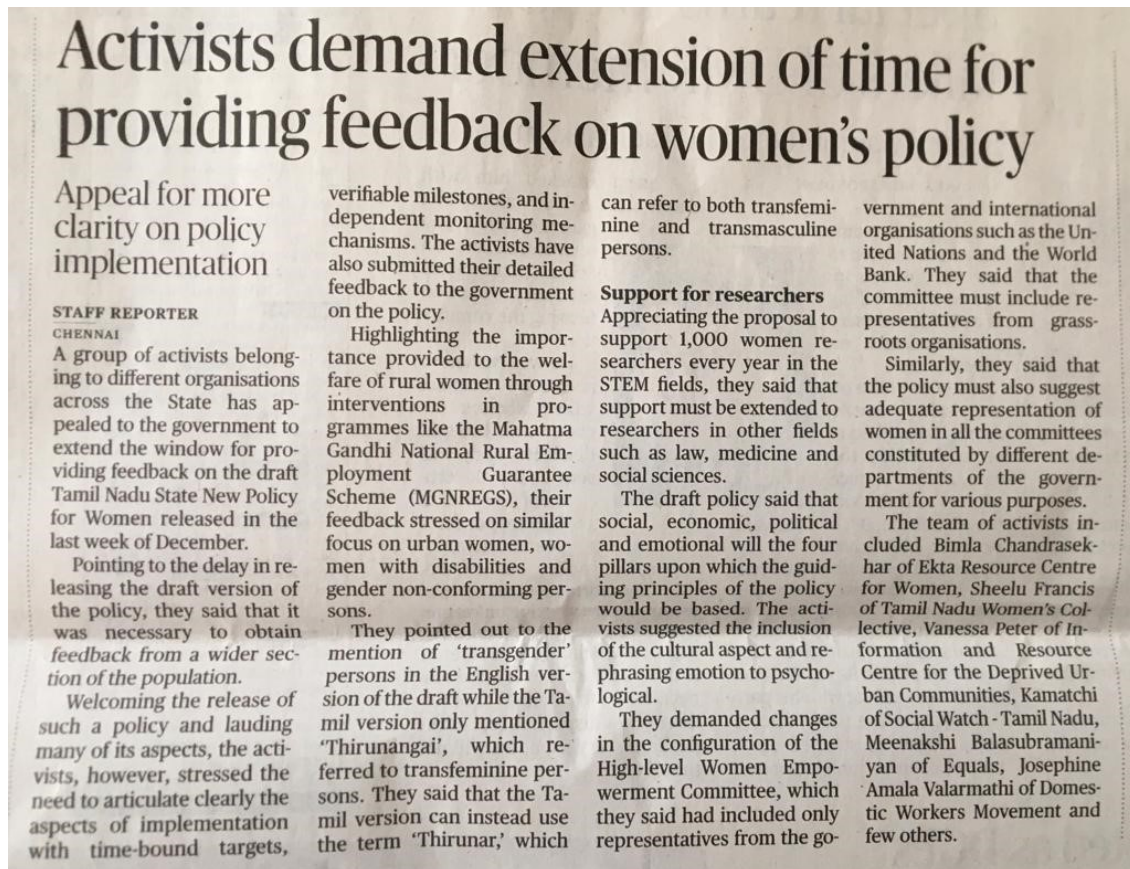 Activists demand extension of time for
providing feedback on women's policy
Appeal for more
clarity on policy
implementation
STAFF REPORTER
CHENNAI
A group of activists belong-
ing to different organisations
across the State has ap-
pealed to the government to
extend the window for pro-
viding feedback on the draft
Tamil Nadu State New Policy
for Women released in the
last week of December.
Pointing to the delay in re-
leasing the draft version of
the policy, they said that it
was necessary to obtain
feedback from a wider sec-
tion of the population.
Welcoming the release of
such a policy and lauding
many of its aspects, the acti-
vists, however, stressed the
need to articulate clearly the
aspects of implementation
with time-bound targets,
verifiable milestones, and in-
dependent monitoring me-
chanisms. The activists have
also submitted their detailed
feedback to the government
on the policy.
Highlighting the impor-
tance provided to the wel-
fare of rural women through
interventions in pro-
grammes like the Mahatma
Gandhi National Rural Em-
ployment Guarantee
Scheme (MGNREGS), their
feedback stressed on similar
focus on urban women, wo-
men with disabilities and
gender non-conforming per-
sons.
They pointed out to the
mention of 'transgender'
persons in the English ver-
sion of the draft while the Ta-
mil version only mentioned
'Thirunangai', which re-
ferred to transfeminine per-
sons. They said that the Ta-
mil version can instead use
the term 'Thirunar,' which
can refer to both transfemi-
nine and transmasculine
persons.
Support for researchers
Appreciating the proposal to
support 1,000 women re-
searchers every year in the
STEM fields, they said that
support must be extended to
researchers in other fields
such as law, medicine and
social sciences.
The draft policy said that
social, economic, political
and emotional will the four
pillars upon which the guid-
ing principles of the policy
would be based. The acti-
vists suggested the inclusion
of the cultural aspect and re-
phrasing emotion to psycho-
logical.
They demanded changes
in the configuration of the
High-level Women Empo-
werment Committee, which
they said had included only
representatives from the go-
vernment and international
organisations such as the Un-
ited Nations and the World
Bank. They said that the
committee must include re-
presentatives from grass-
roots organisations.
Similarly, they said that
the policy must also suggest
adequate representation of
women in all the committees
constituted by different de-
partments of the govern-
ment for various purposes.
The team of activists in-
cluded Bimla Chandrasek-
har of Ekta Resource Centre
for Women, Sheelu Francis
of Tamil Nadu Women's Col-
lective, Vanessa Peter of In-
formation and Resource
Centre for the Deprived Ur-
ban Communities, Kamatchi
of Social Watch - Tamil Nadu,
Meenakshi Balasubramani-
yan of Equals, Josephine
Amala Valarmathi of Domes-
tic Workers Movement and
few others.